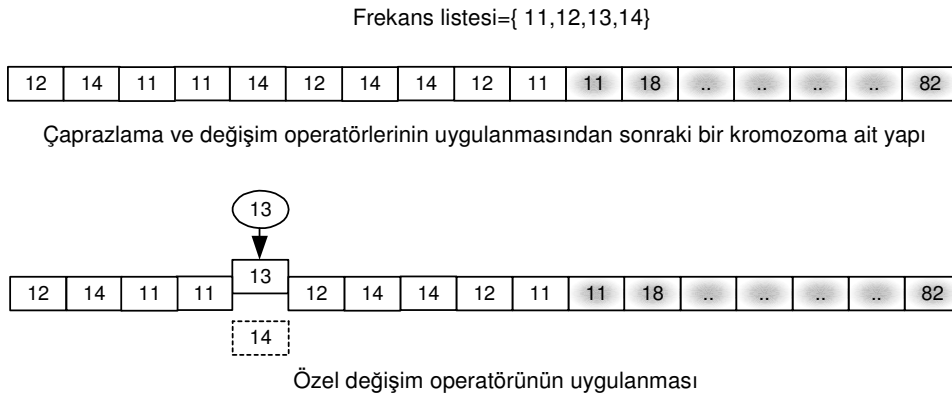 Frekans listesi={ 11,12,13,14}
12 14 11 11 14 12 14 14 12 11 11 18 .. .. .. .. 82
Çaprazlama ve değişim operatörlerinin uygulanmasından sonraki bir kromozoma ait yapı
13
13
12 14 11 11 12 14 14 12 11 11 18 .. .. .. .. 82
14
Özel değişim operatörünün uygulanması